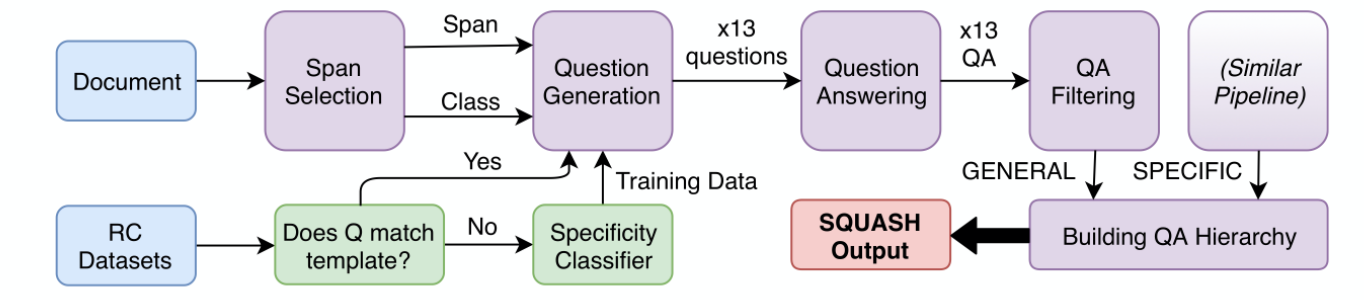 Document
Span
Selection
Span
Class
Question
Generation
x13
questions
Question
Answering
x13
QA
QA
Filtering
(Similar
Pipeline)
Yes
Training Data
GENERAL
SPECIFIC
RC
Datasets
Does Q match
template?
No
Specificity
Classifier
SQUASH
Output
Building QA Hierarchy